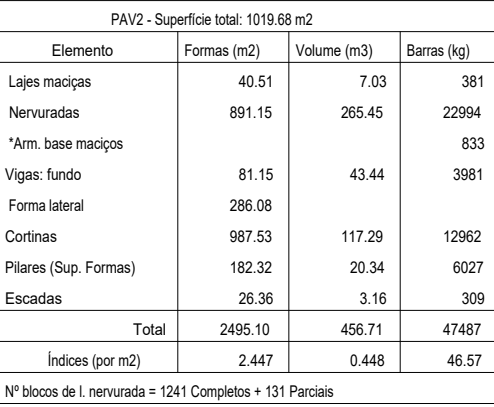 PAV2 - Superfície total: 1019.68 m2
Elemento Formas (m2) Volume (m3) Barras (kg)
Lajes maciças 40.51 7.03 381
Nervuradas 891.15 265.45 22994
*Arm. base maciços 833
Vigas: fundo 81.15 43.44 3981
Forma lateral 286.08
Cortinas 987.53 117.29 12962
Pilares (Sup. Formas) 182.32 20.34 6027
Escadas 26.36 3.16 309
Total 2495.10 456.71 47487
Índices (por m2) 2.447 0.448 46.57
Nº blocos de l. nervurada = 1241 Completos + 131 Parciais